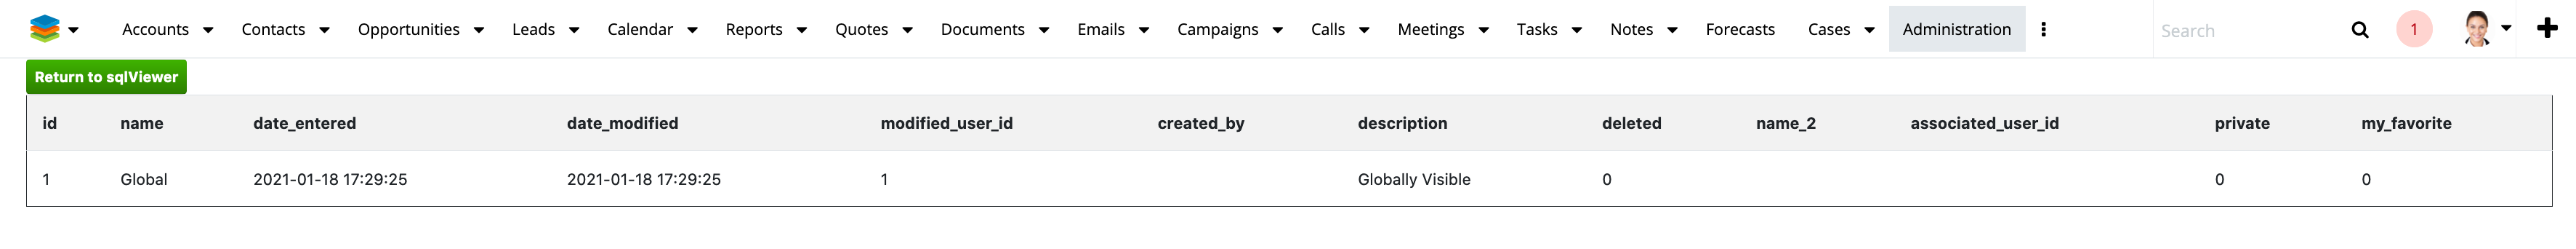 Accounts Contacts Opportunities Leads Calendar Reports Quotes Documents Emails Campaigns Calls Meetings Tasks Notes Forecasts Cases Administration Search 1
Return to sqlViewer
id name date_entered date_modified modified_user_id created_by description deleted name_2 associated_user_id private my_favorite
1 Global 2021-01-18 17:29:25 2021-01-18 17:29:25 1 Globally Visible 0 0 0